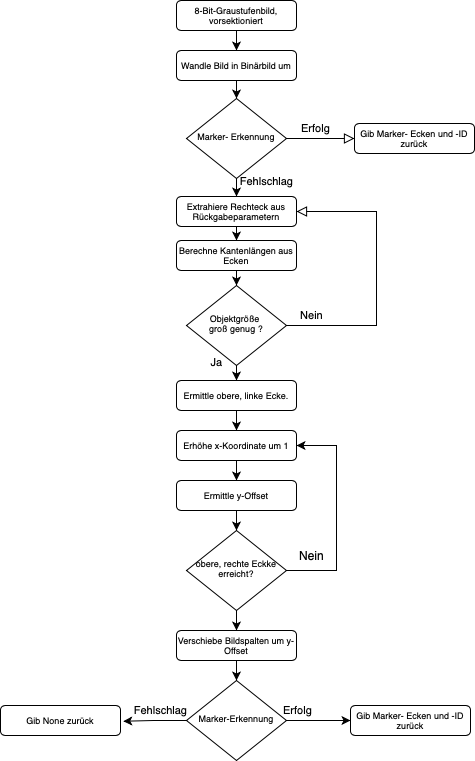 8-Bit-Graustufenbild,
vorsektioniert
Wandle Bild in Binärbild um
Marker- Erkennung
Erfolg
Gib Marker- Ecken und -ID
zurück
Fehlschlag
Extrahiere Rechteck aus
Rückgabeparametern
Berechne Kantenlängen aus
Ecken
Objektgröße
groß genug ?
Nein
Ja
Ermittle obere, linke Ecke.
Erhöhe x-Koordinate um 1
Ermittle y-Offset
obere, rechte Eckke
erreicht?
Nein
Verschiebe Bildspalten um y-
Offset
Marker-Erkennung
Fehlschlag
Gib None zurück
Erfolg
Gib Marker- Ecken und -ID
zurück